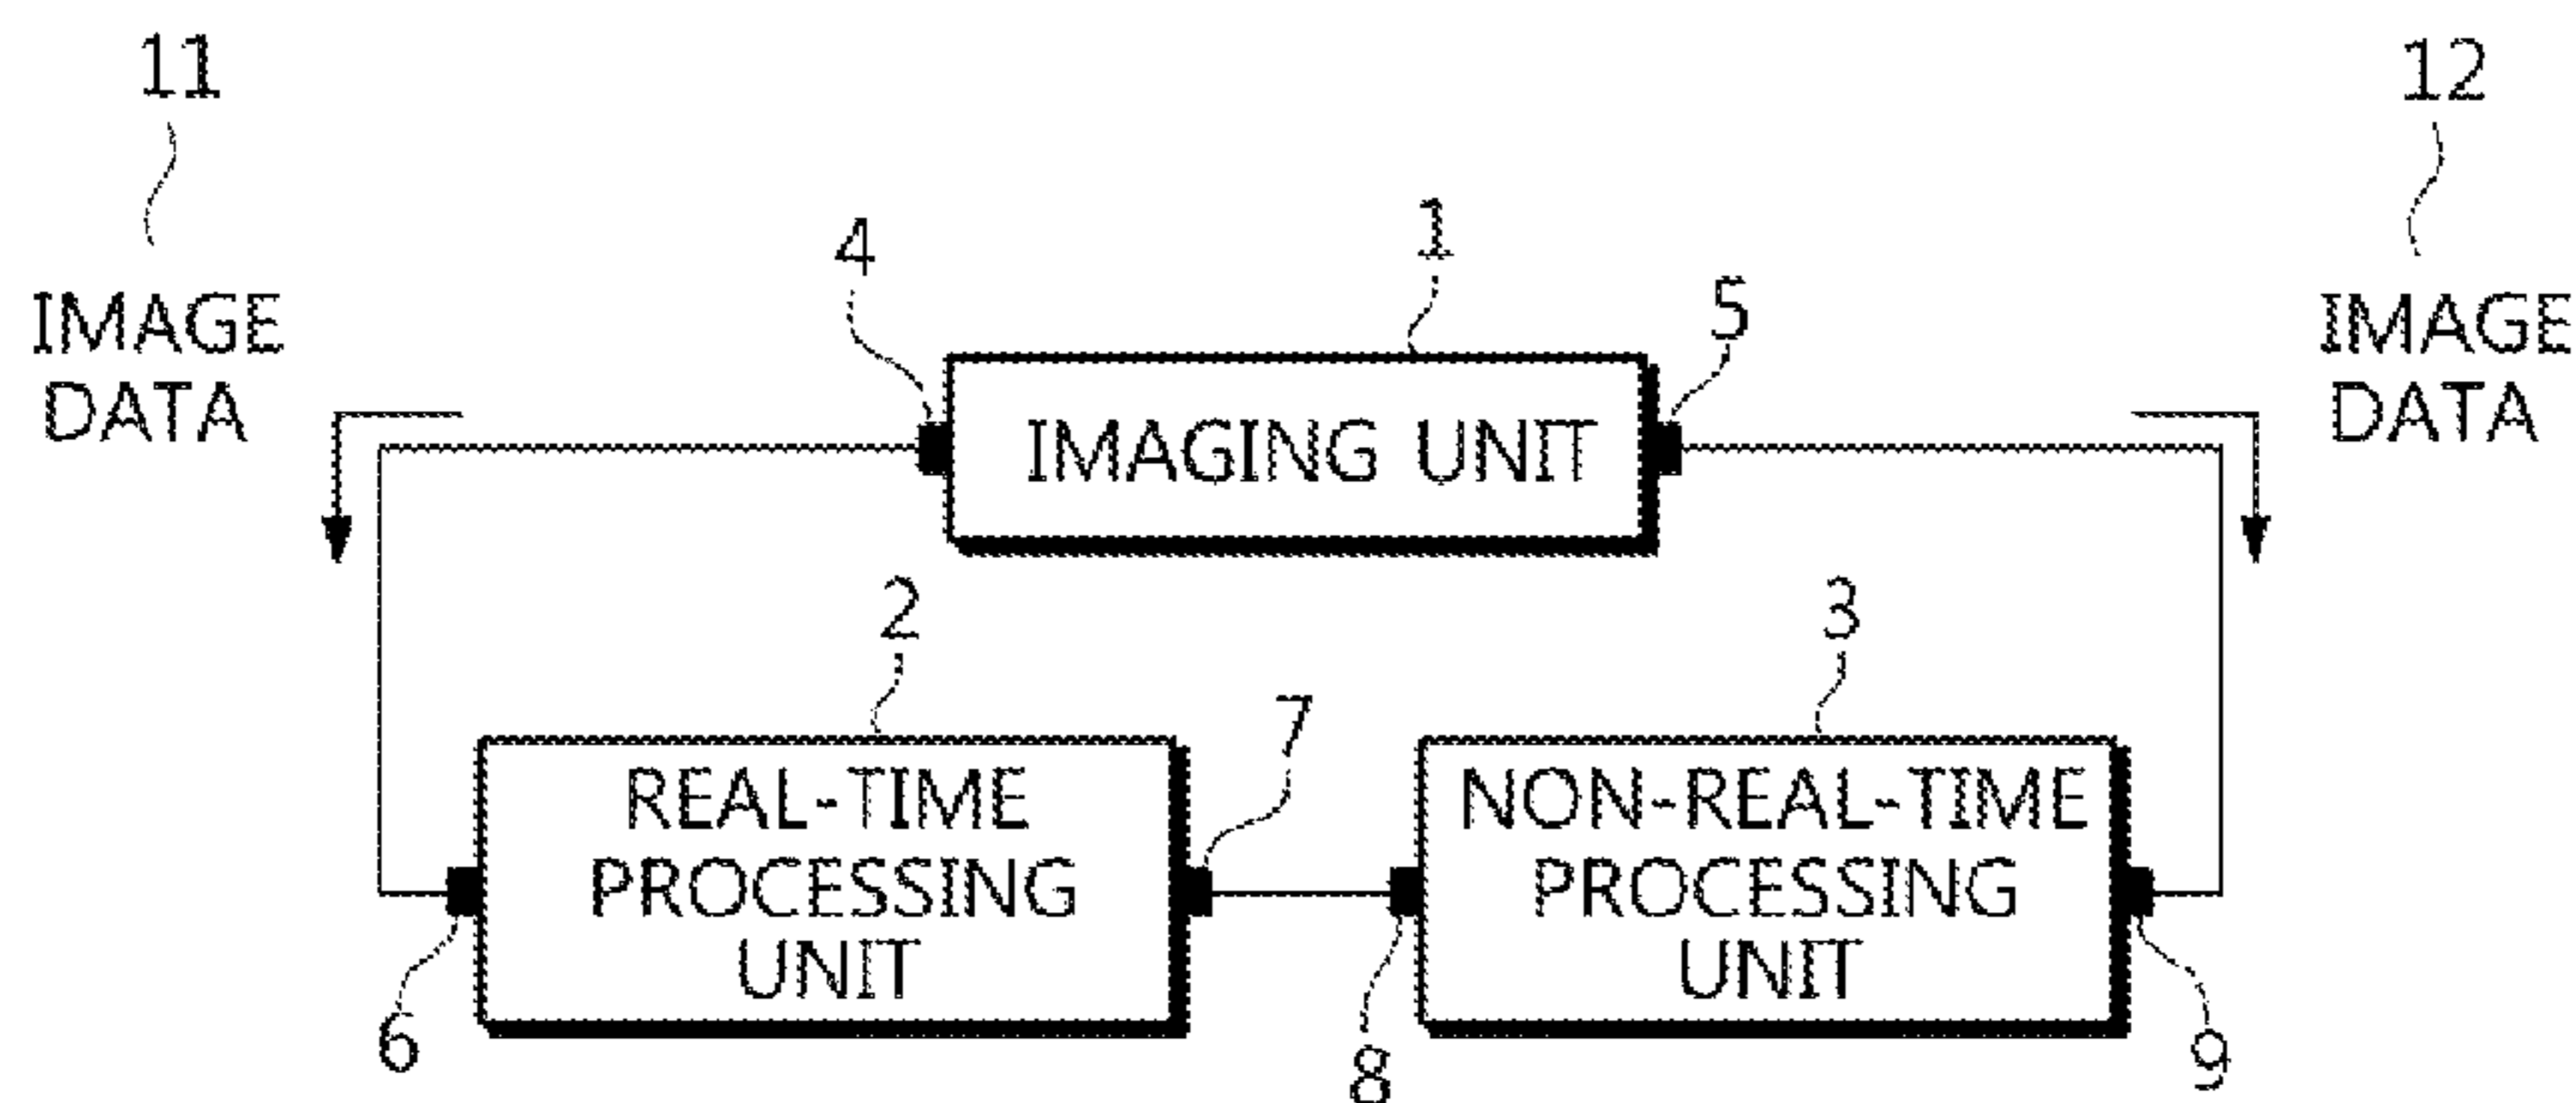 11
12
IMAGE
DATA
4
1
5
IMAGE
DATA
IMAGING UNIT
2
3
7
REAL-TIME
PROCESSING
UNIT
NON-REAL-TIME
PROCESSING
UNIT
6
8
9